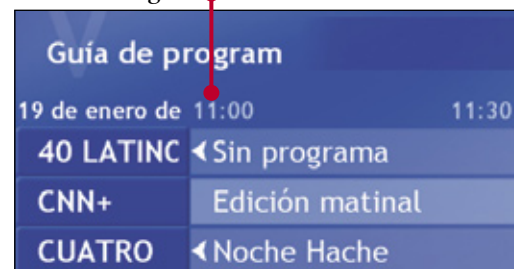 Guía de program
19 de enero de 11:00 11:30
40 LATINC Sin programa
CNN+ Edición matinal
CUATRO Noche Hache